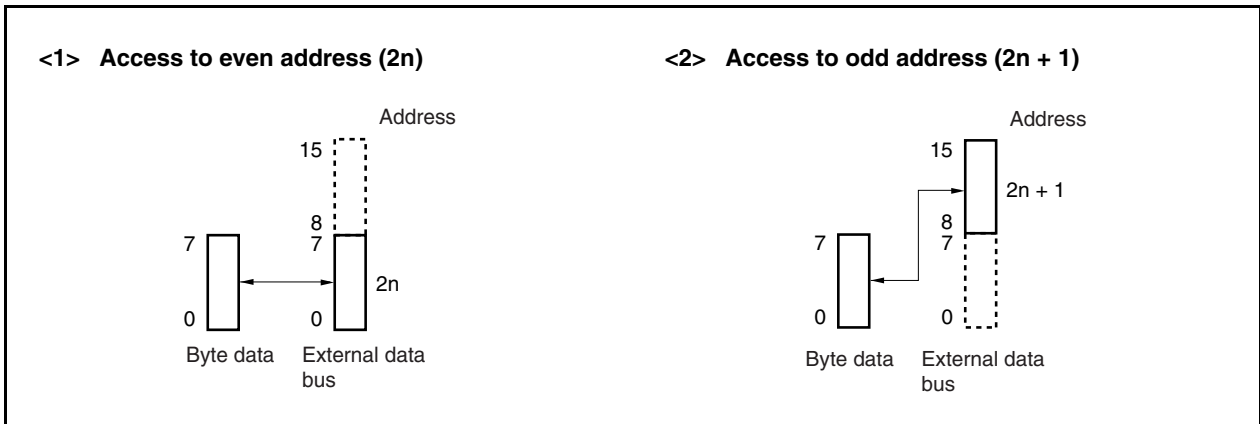 <1> Access to even address (2n)
Address
15
8
7
7
2n
0
0
Byte data
External data
bus
<2> Access to odd address (2n + 1)
Address
15
2n + 1
8
7
7
0
0
Byte data
External data
bus